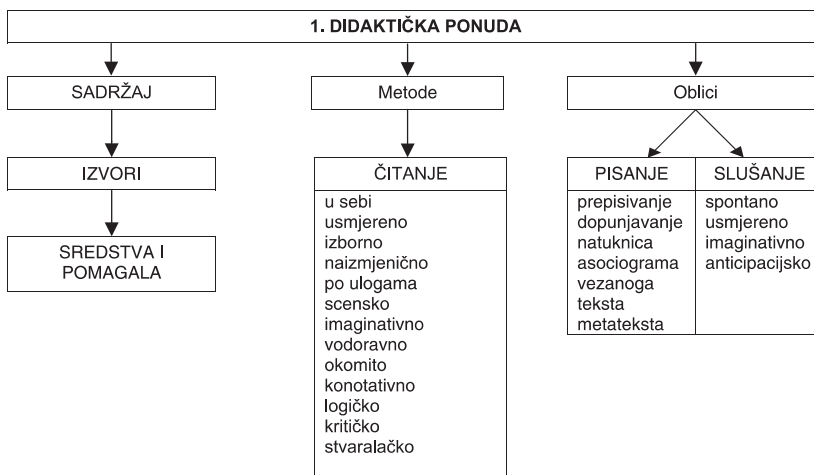 1. DIDAKTIČKA PONUDA
SADRŽAJ
Metode
Oblici
IZVORI
SREDSTVA I
POMAGALA
ČITANJE
u sebi
usmjereno
izborno
naizmjenično
po ulogama
scensko
imaginativno
vodoravno
okomito
konotativno
logičko
kritičko
stvaralačko
PISANJE
prepisivanje
dopunjavanje
natuknica
asociograma
vezanoga
teksta
metateksta
SLUŠANJE
spontano
usmjereno
imaginativno
anticipacijsko